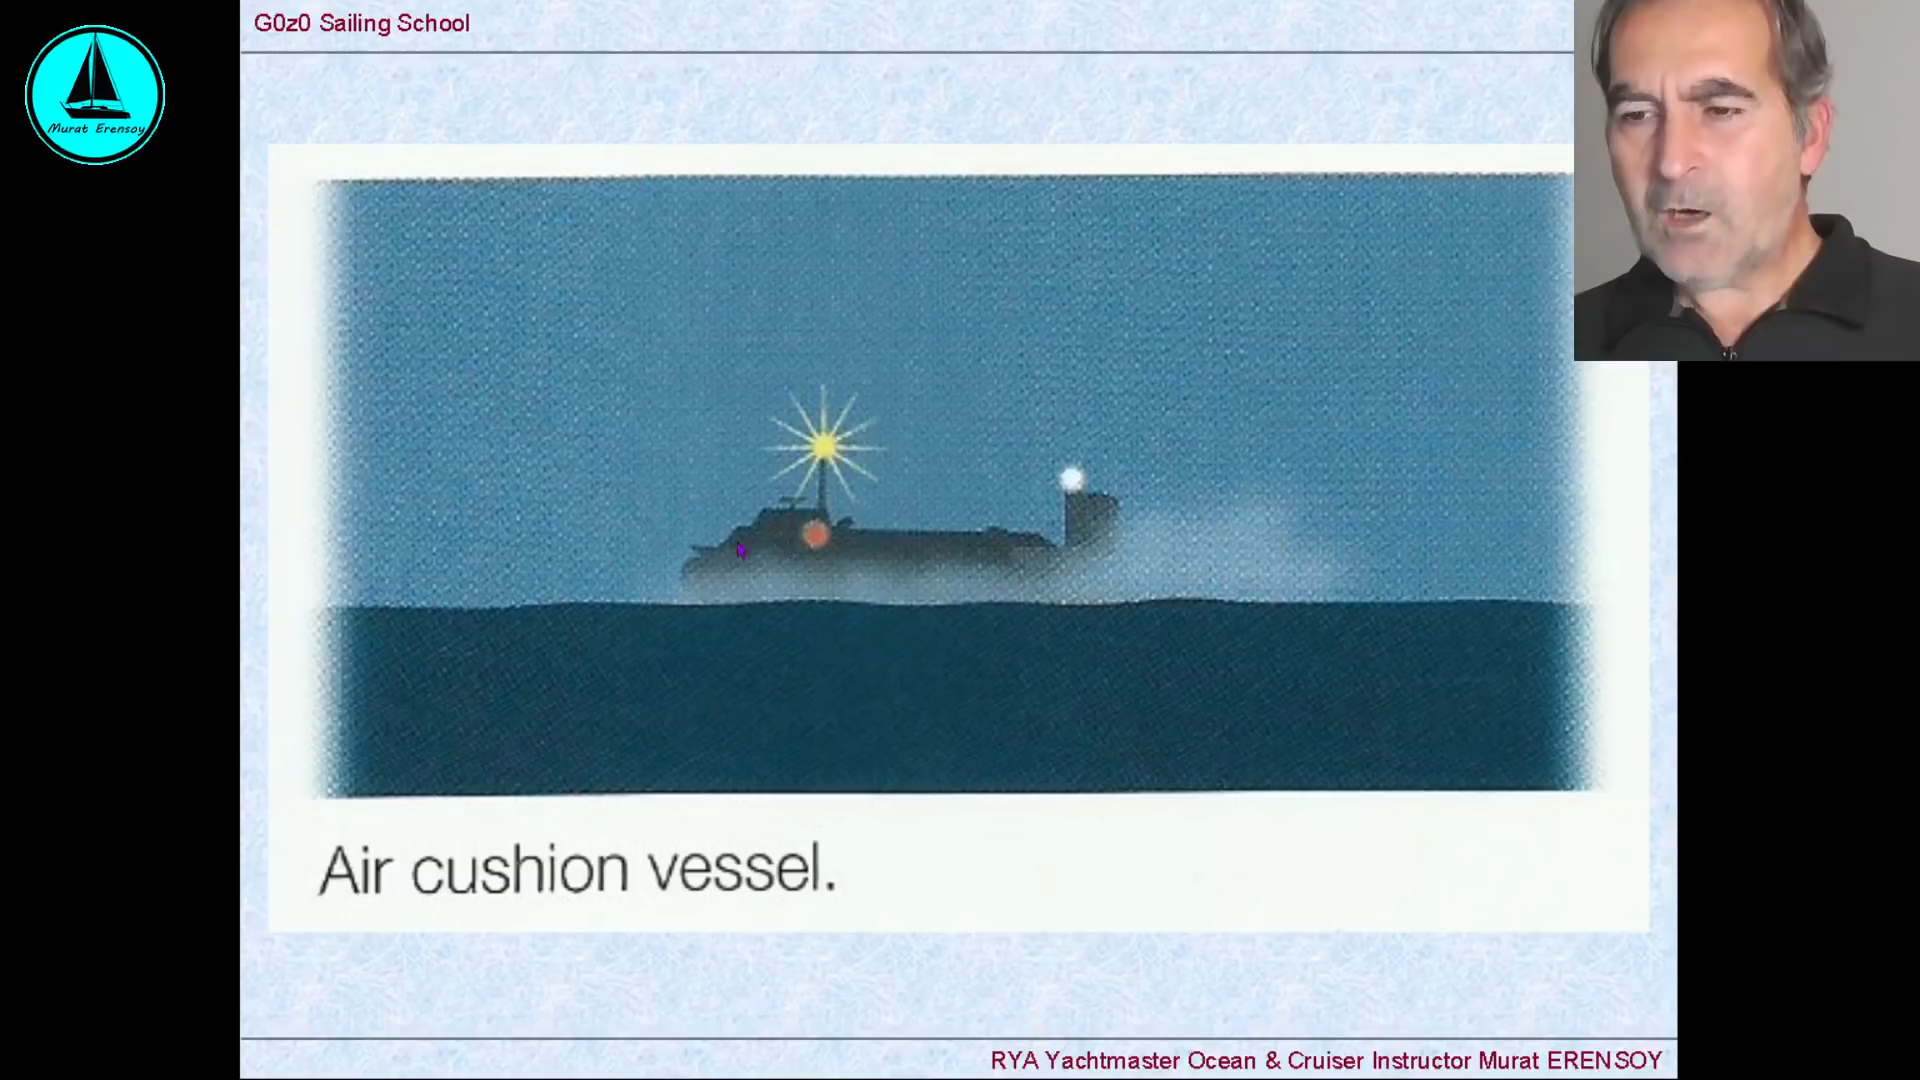 G0z0 Sailing School
Murat Erensoy
Air cushion vessel.
RYA Yachtmaster Ocean & Cruiser Instructor Murat ERENSOY